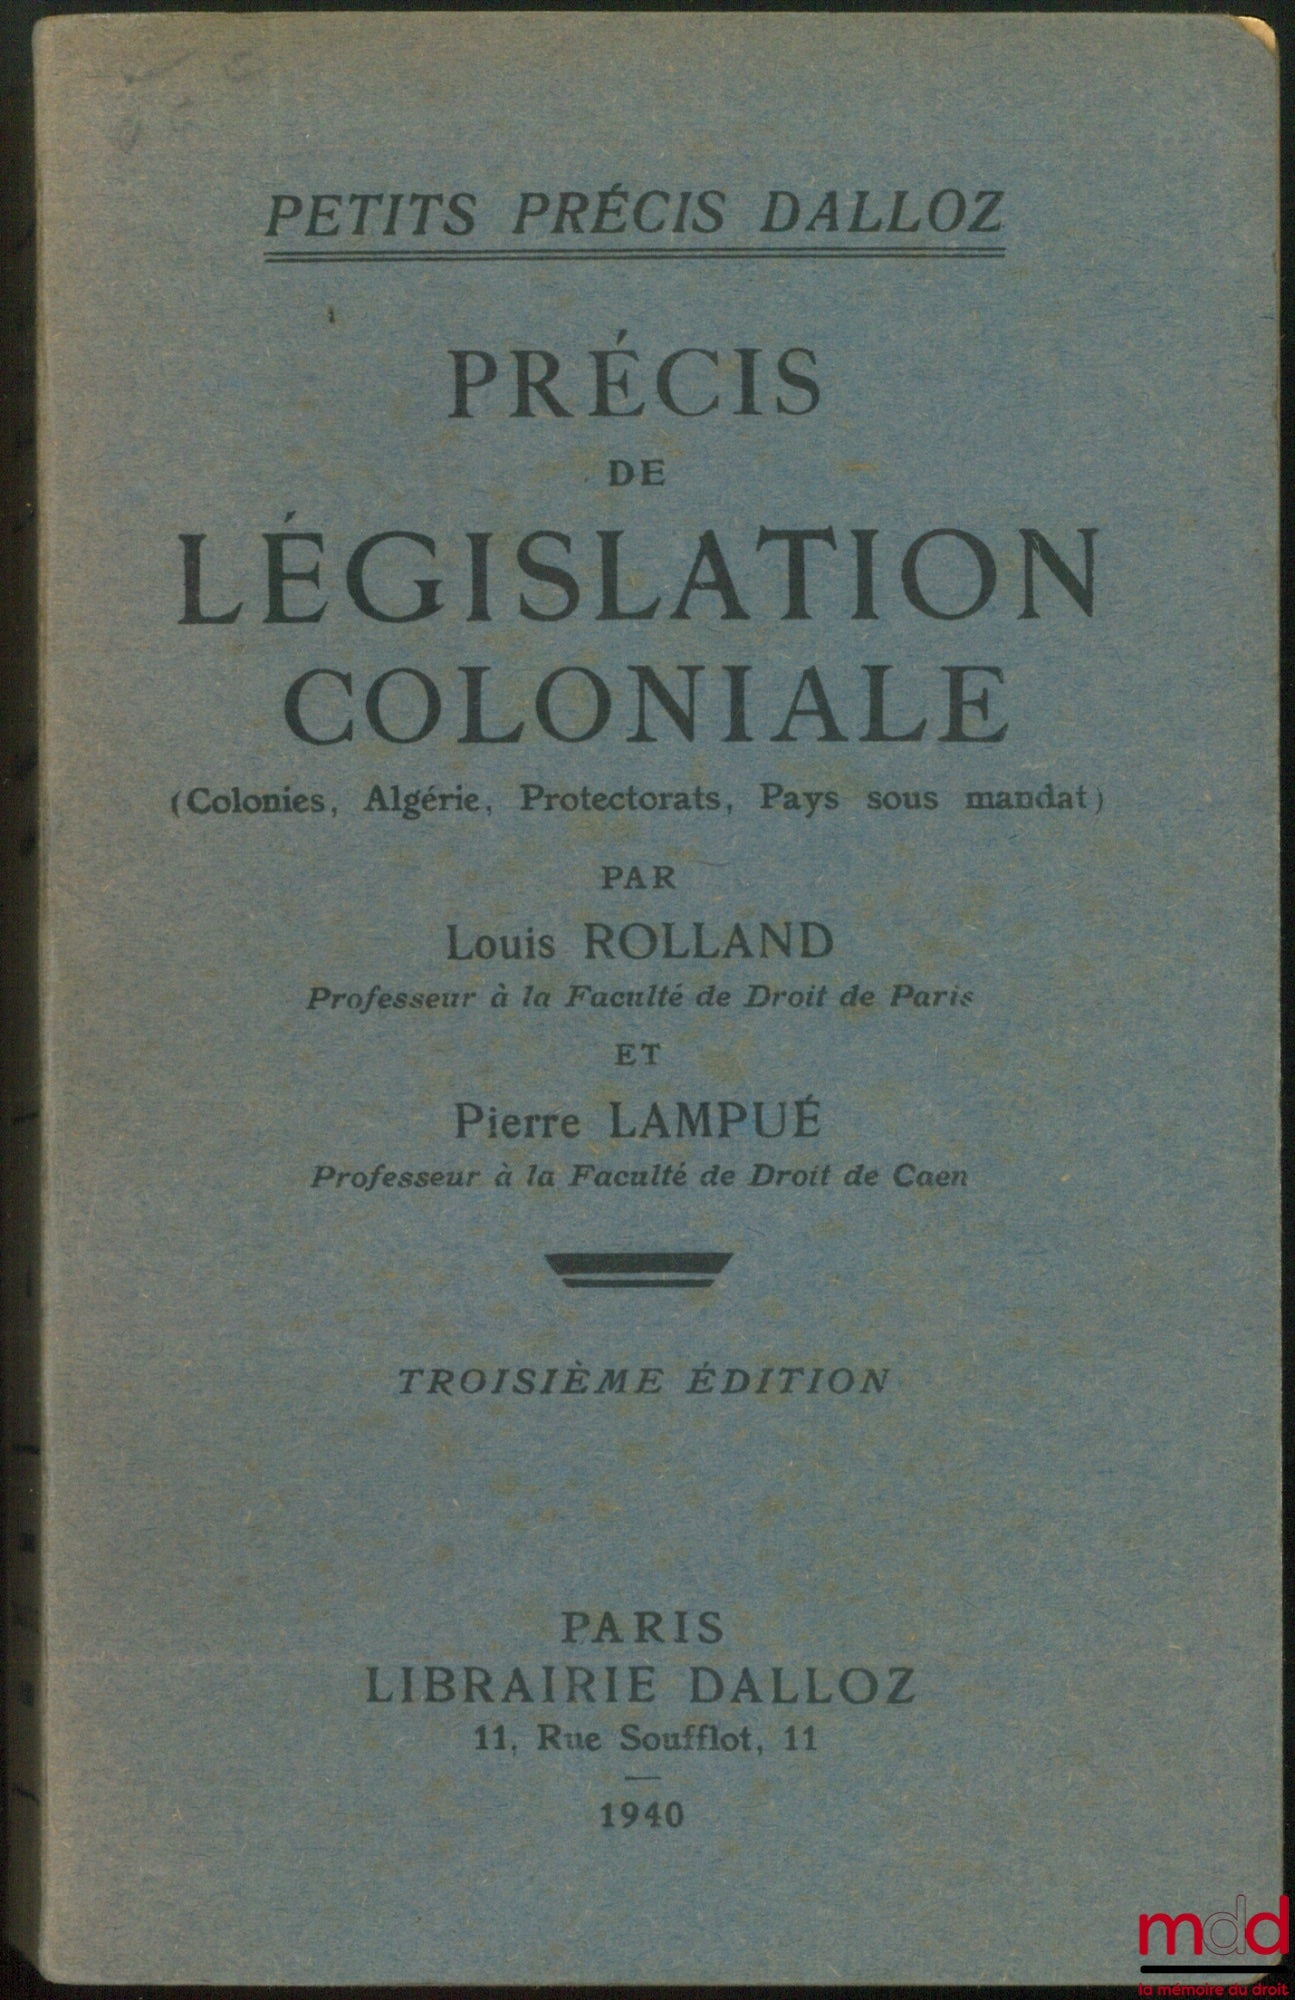 PETITS PRÉCIS DALLOZ
PRÉCIS
DE
LÉGISLATION
COLONIALE
(Colonies, Algérie, Protectorats, Pays sous mandat)
PAR
Louis ROLLAND
Professeur à la Faculté de Droit de Paris
ET
Pierre LAMPUÉ
Professeur à la Faculté de Droit de Caen
TROISIÈME ÉDITION
PARIS
LIBRAIRIE DALLOZ
11, Rue Soufflot, 11
1940
mdd
la mémoire du droit